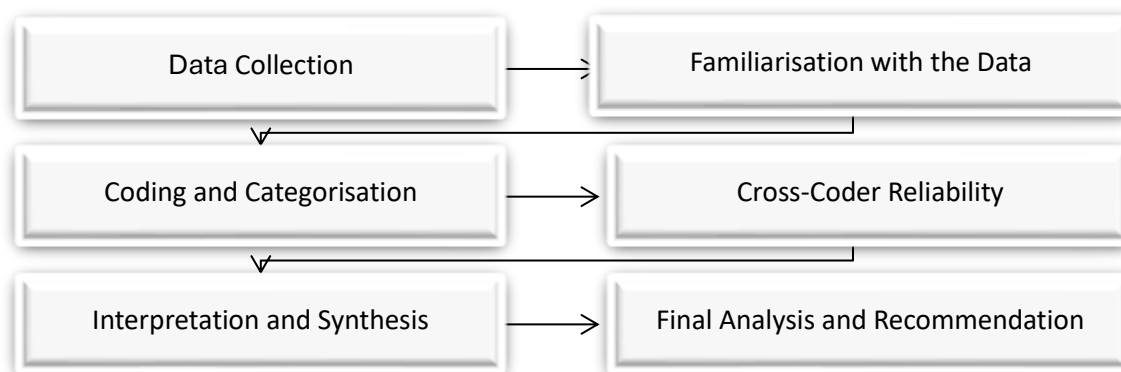 Data Collection
Familiarisation with the Data
Coding and Categorisation
Cross-Coder Reliability
Interpretation and Synthesis
Final Analysis and Recommendation